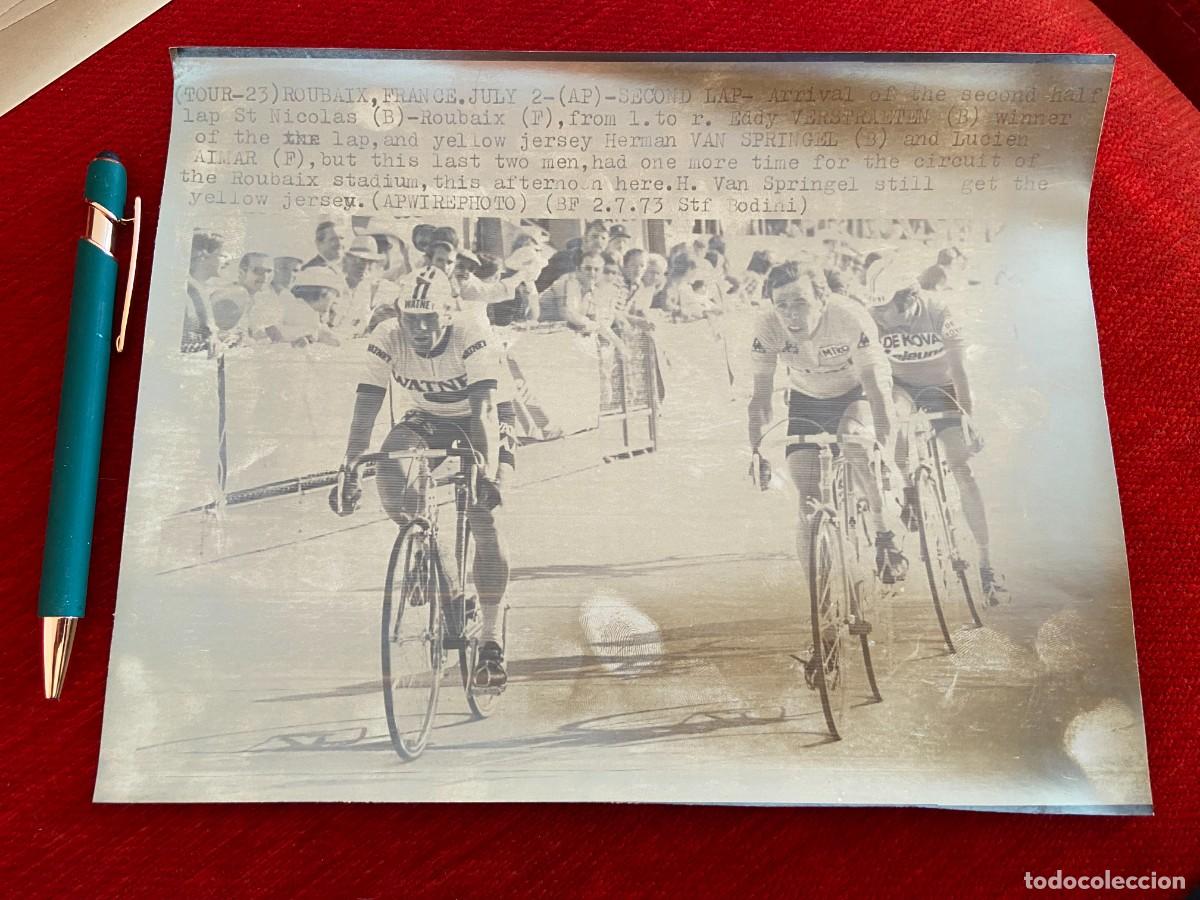 (TOUR-23)ROUBAIX,FRANCE.JULY 2-(AP)-SECOND LAP- Arrival of the second half
lap St Nicolas (B)-Roubaix (F),from l.to r. Eddy VERSTRAETEN (B) winner
of the lap,and yellow jersey Herman VAN SPRINGEL (B) and Lucien
AIMAR (F),but this last two men,had one more time for the circuit of
the Roubaix stadium,this afternoon here.H. Van Springel still get the
yellow jersey.(APWIREPHOTO) (BF 2.7.73 Stf Bodini)
WATNEY
WATNEY
WATNE
DE KOVA
lejeune
todocoleccion